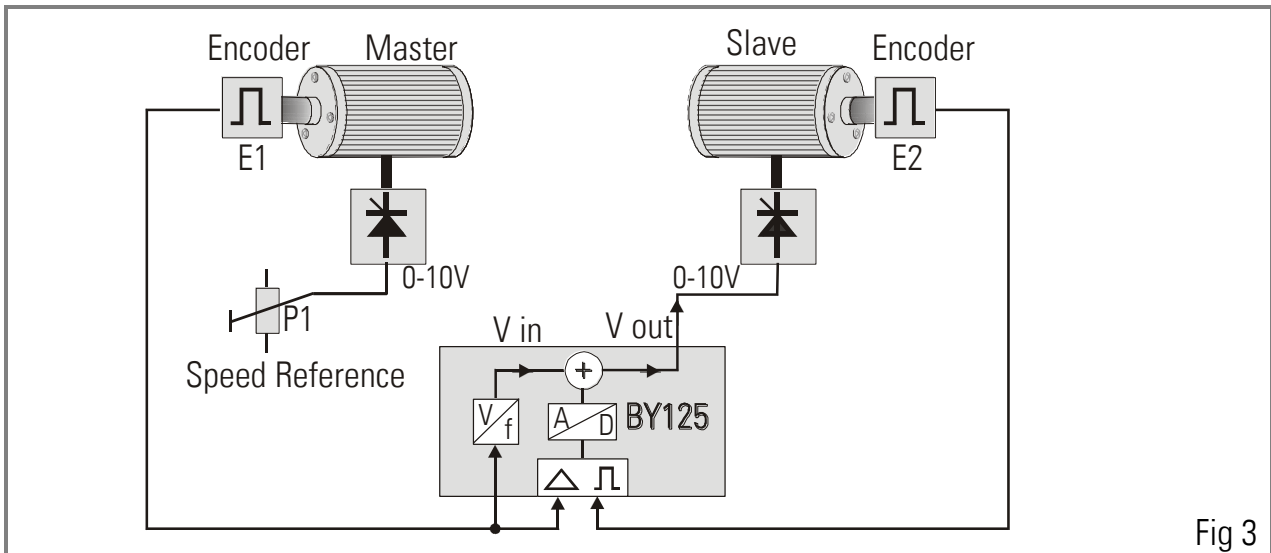 Encoder Master Slave Encoder
E1 E2
0-10V 0-10V
P1
V in V out
Speed Reference
V/f A/D BY125
Fig 3